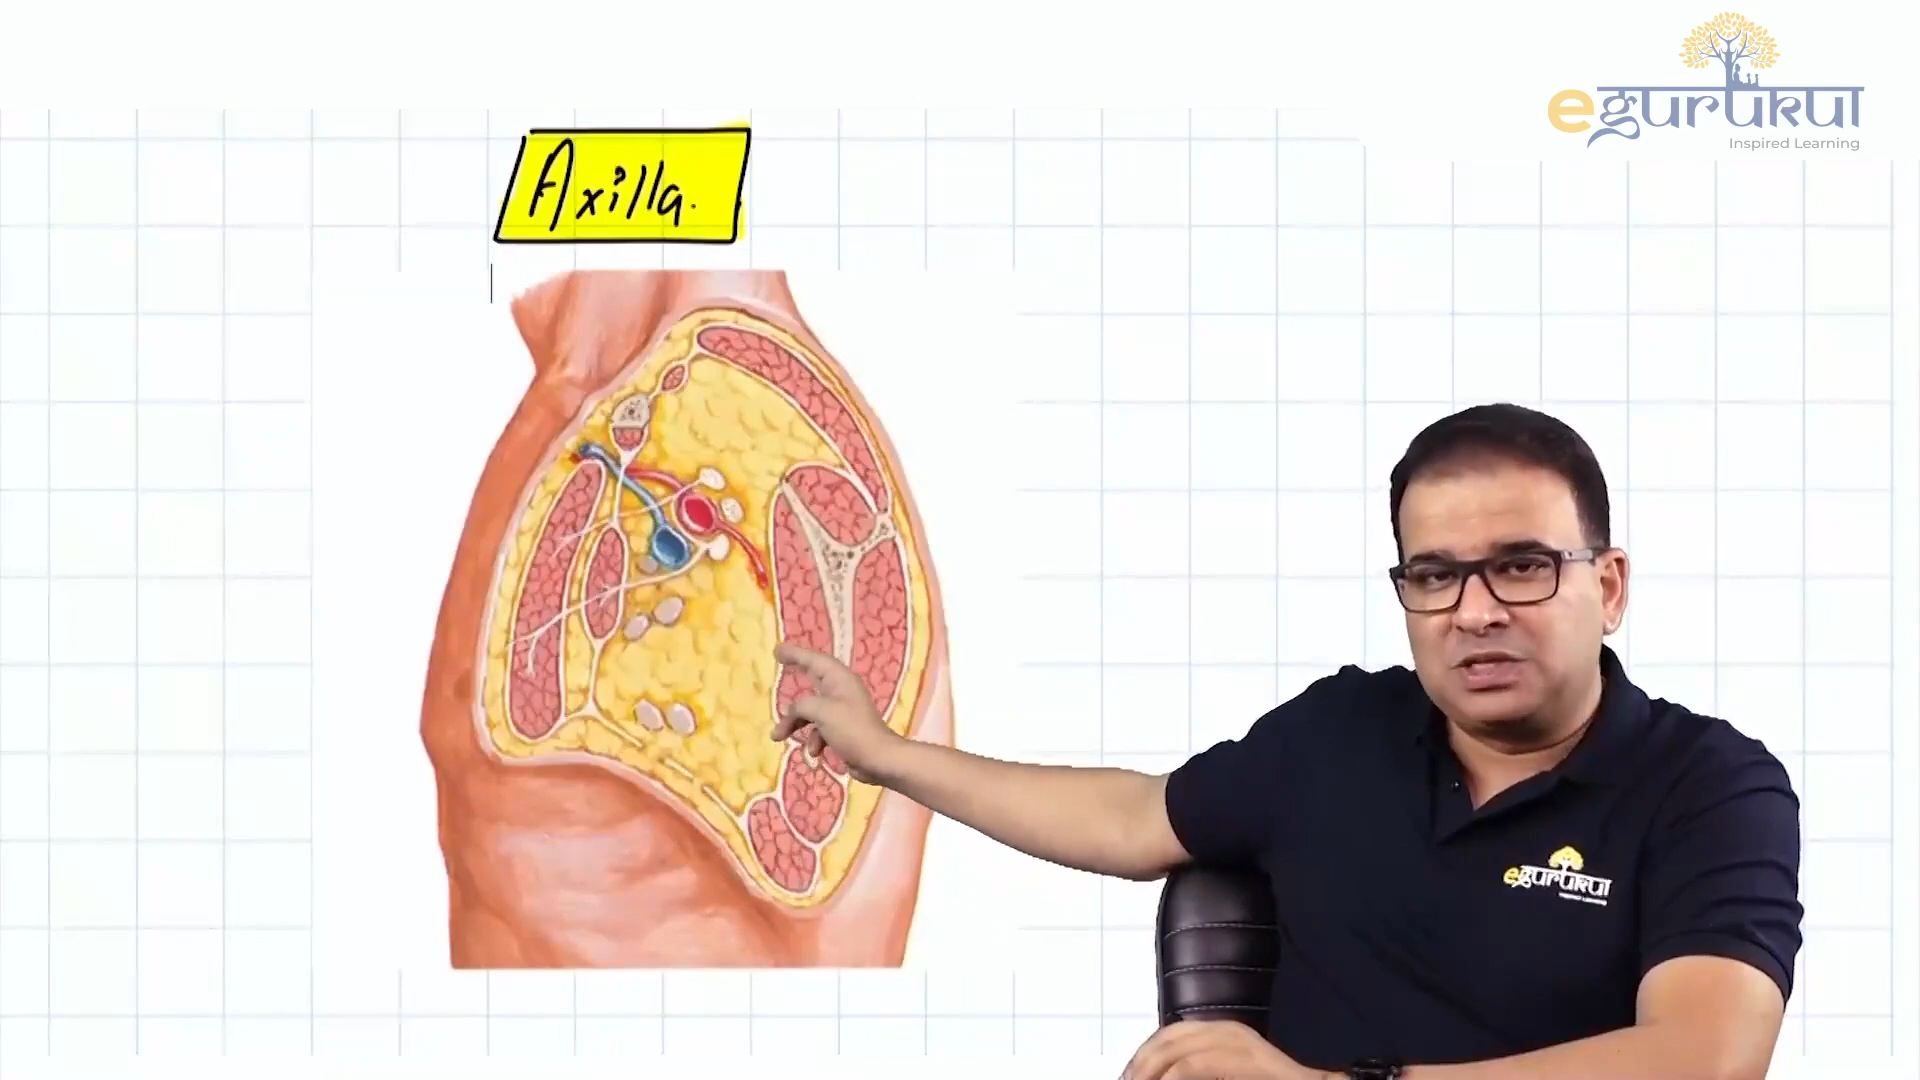 egurukul
Inspired Learning
Axilla.
egurukul